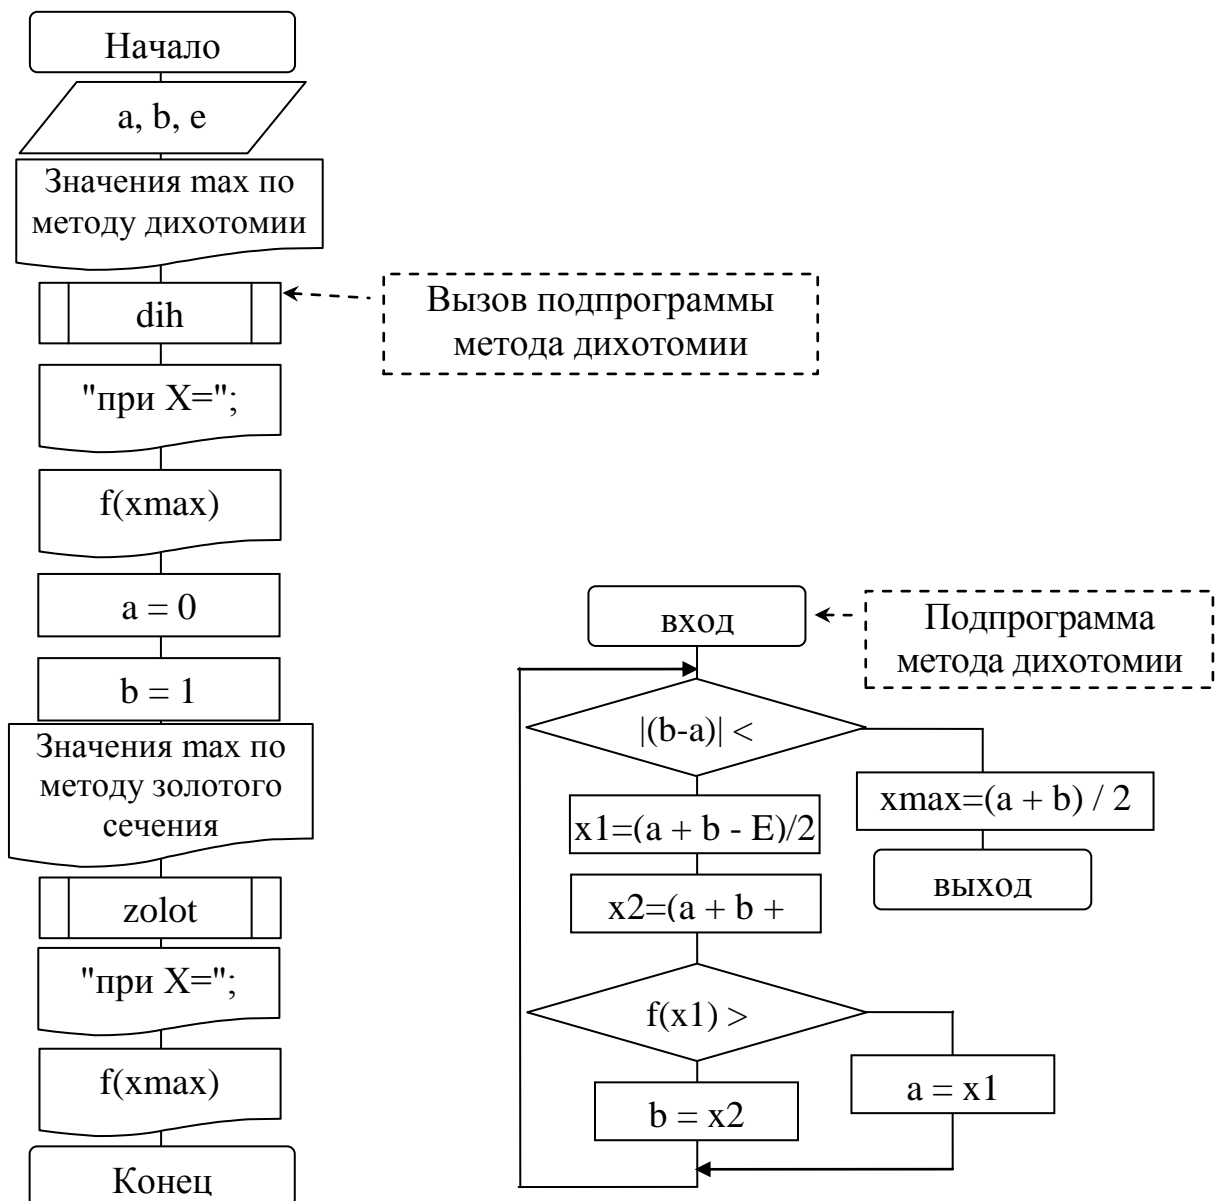 Начало
a, b, e
Значения max по
методу дихотомии
dih
Вызов подпрограммы
метода дихотомии
"при X=";
f(xmax)
a = 0
b = 1
Значения max по
методу золотого
сечения
zolot
"при X=";
f(xmax)
Конец
вход
Подпрограмма
метода дихотомии
|(b-a)| <
xmax=(a + b) / 2
выход
x1=(a + b - E)/2
x2=(a + b +
f(x1) >
a = x1
b = x2